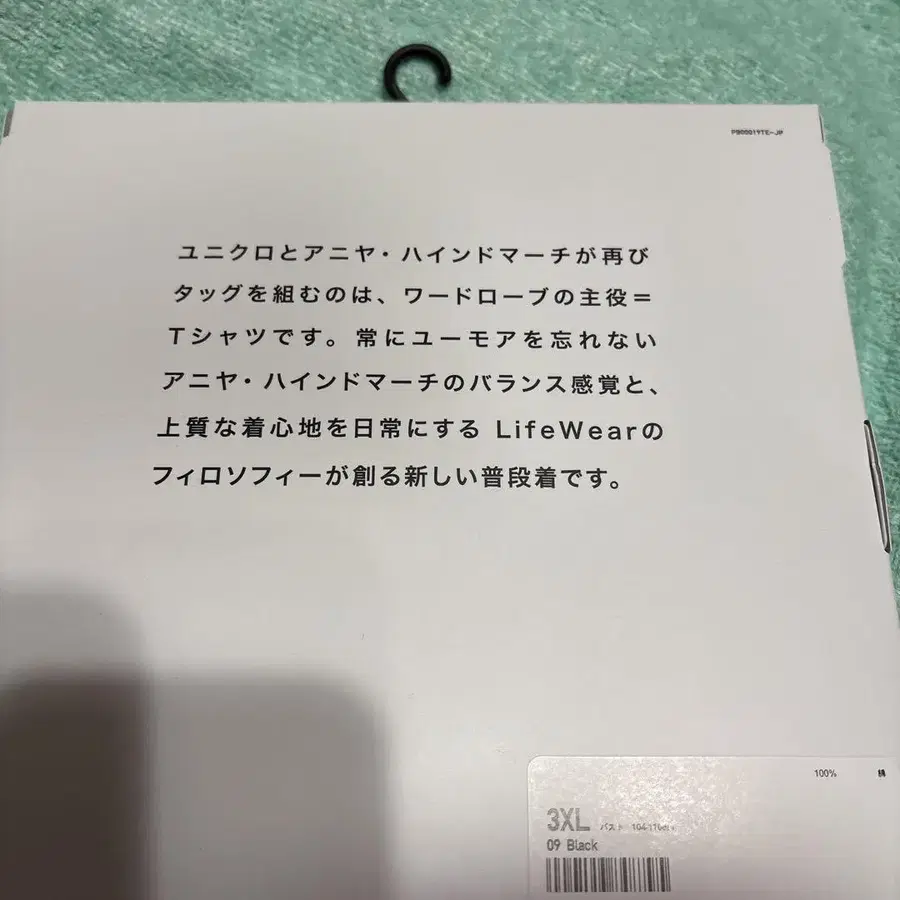 PB00019TE-JP
ユニクロとアニヤ・ハインドマーチが再び
タッグを組むのは、ワードローブの主役＝
Tシャツです。常にユーモアを忘れない
アニヤ・ハインドマーチのバランス感覚と、
上質な着心地を日常にする LifeWearの
フィロソフィーが創る新しい普段着です。
100% 綿
3XL バスト
09 Black